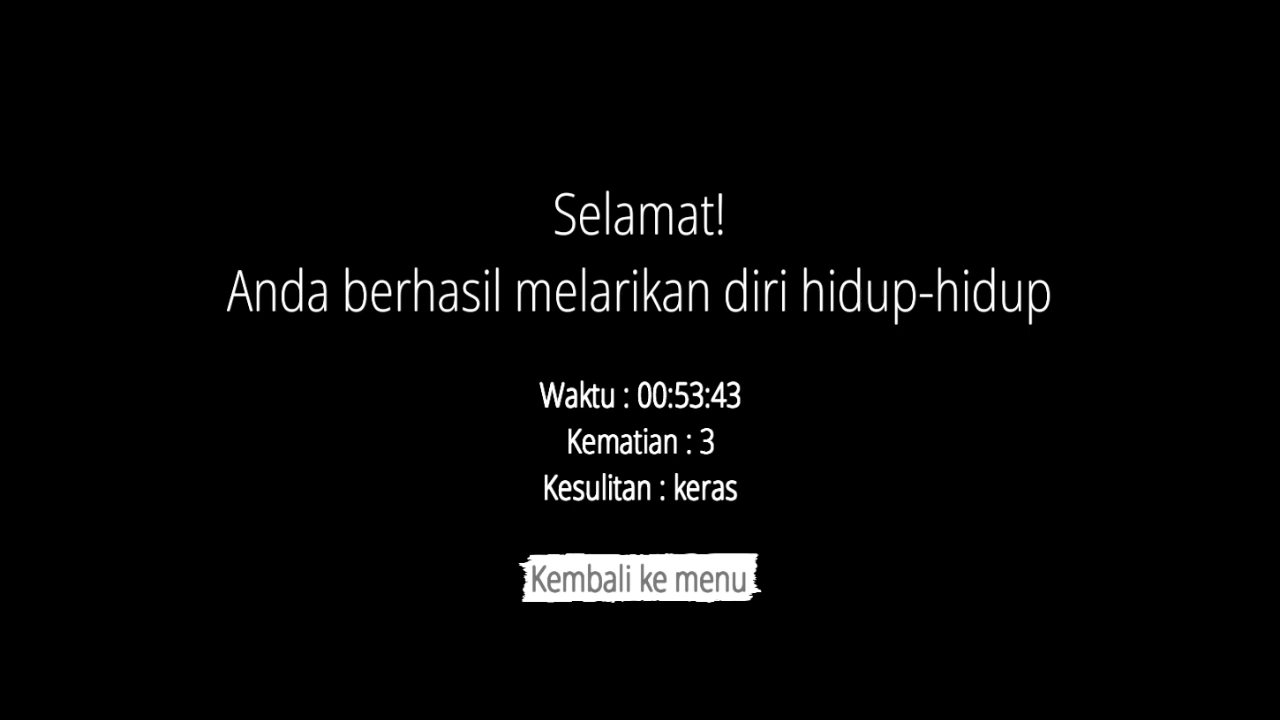 Selamat!
Anda berhasil melarikan diri hidup-hidup
Waktu : 00:53:43
Kematian : 3
Kesulitan : keras
Kembali ke menu